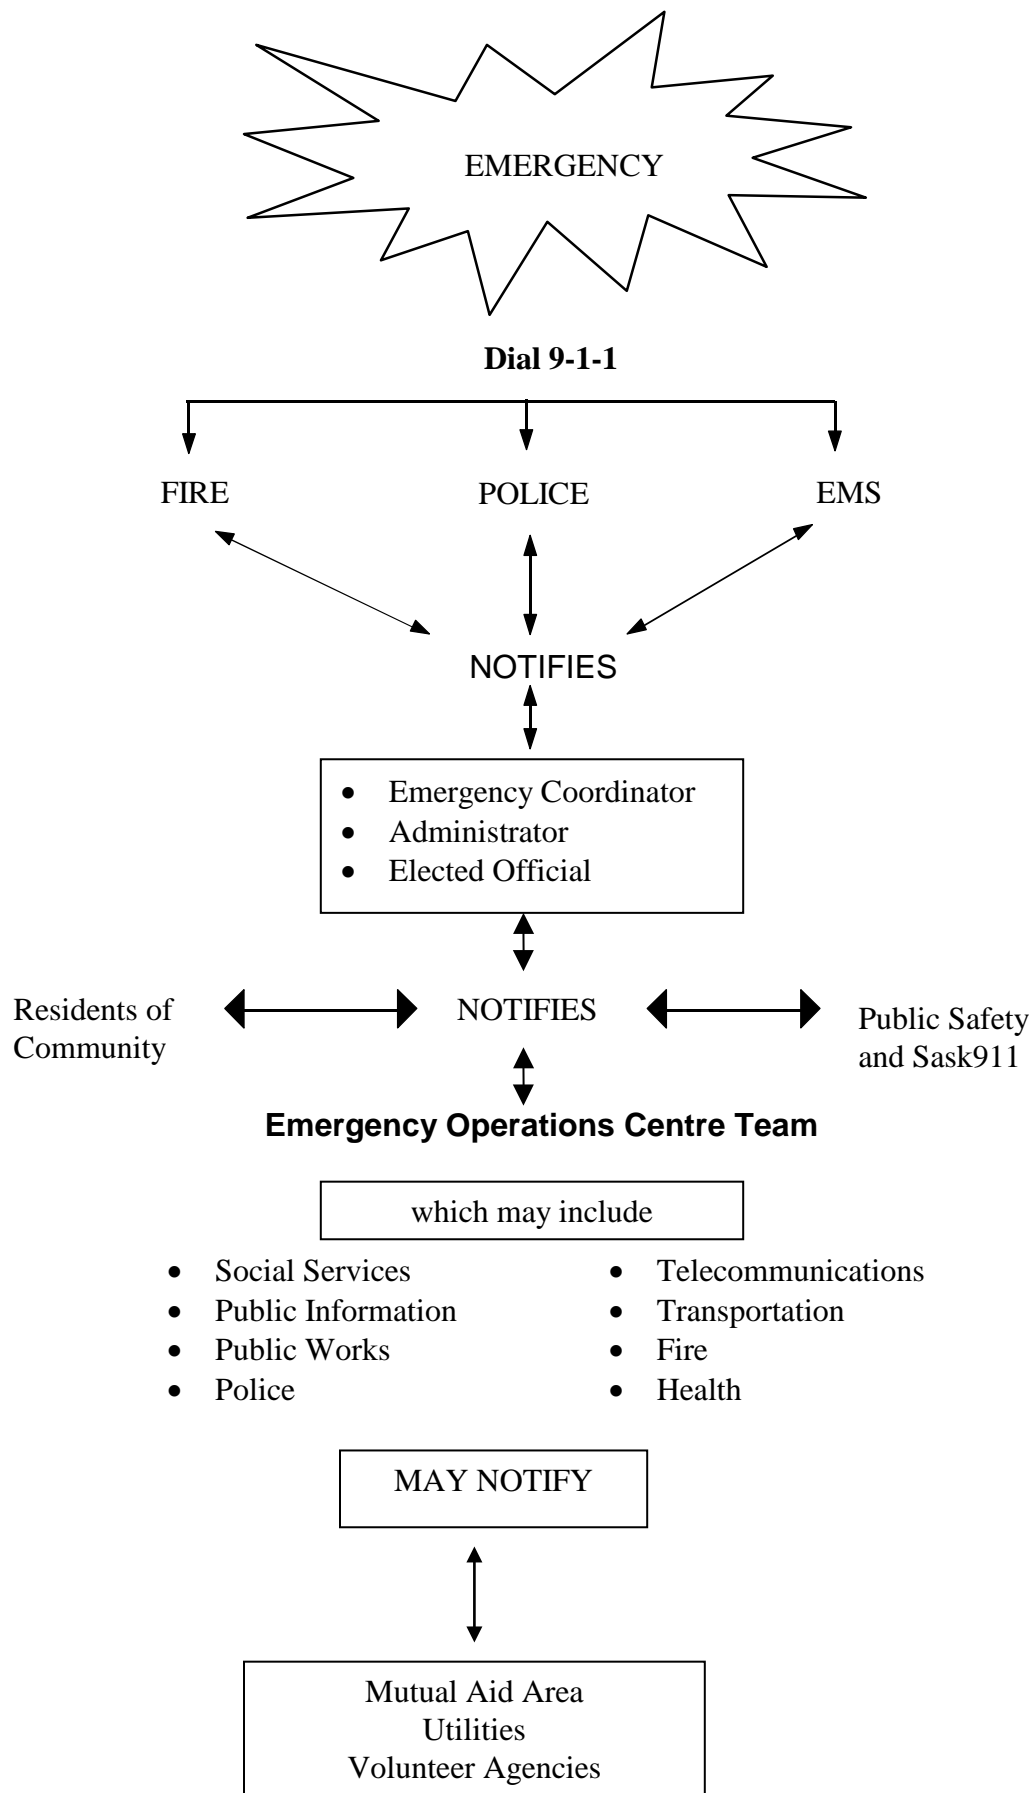 EMERGENCY
Dial 9-1-1
FIRE
POLICE
EMS
NOTIFIES
• Emergency Coordinator
• Administrator
• Elected Official
Residents of
Community
NOTIFIES
Public Safety
and Sask911
Emergency Operations Centre Team
which may include
• Social Services
• Public Information
• Public Works
• Police
• Telecommunications
• Transportation
• Fire
• Health
MAY NOTIFY
Mutual Aid Area
Utilities
Volunteer Agencies